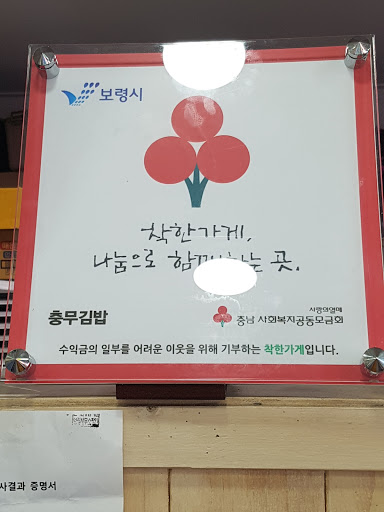 보령시
착한가게,
나눔으로 함께하는 곳.
충무김밥
사랑의열매
충남 사회복지공동모금회
수익금의 일부를 어려운 이웃을 위해 기부하는 착한가게입니다.
사결과 증명서